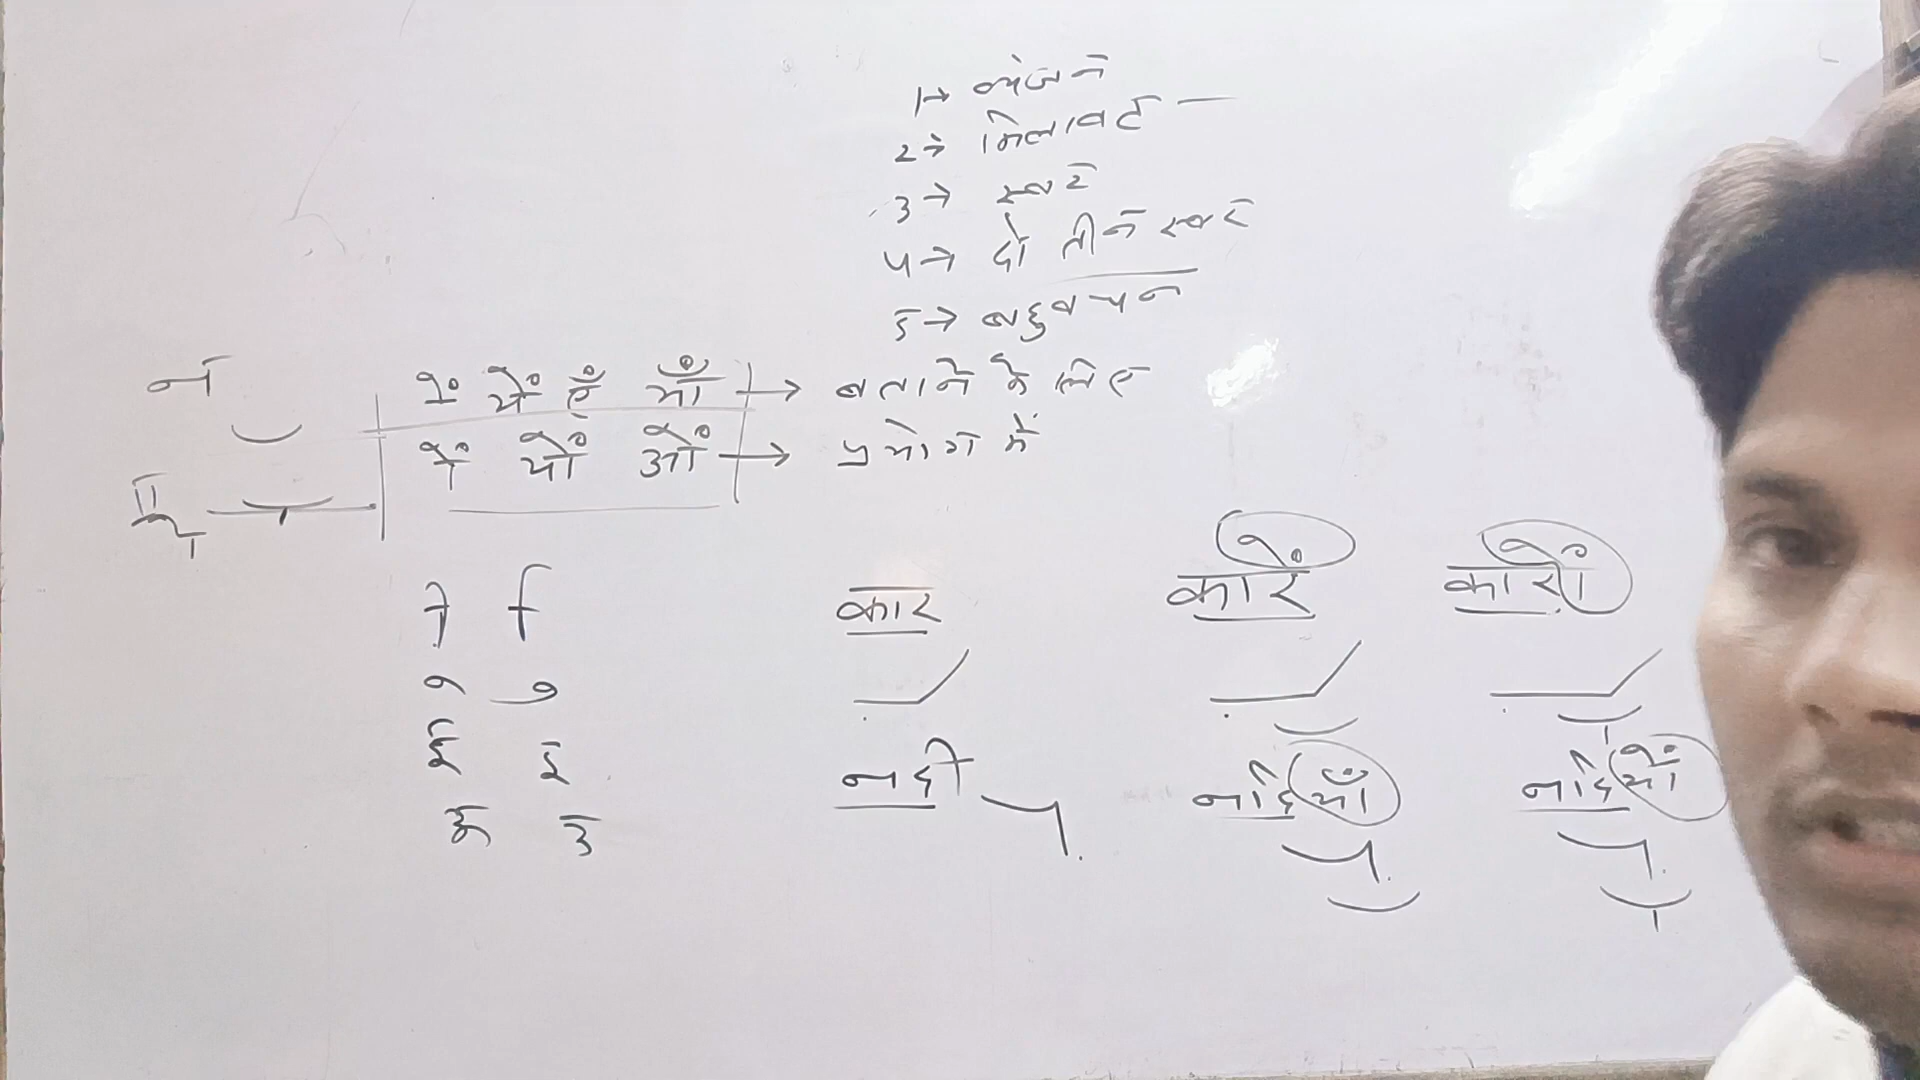 1→ व्यंजन
2→ मिलावट —
3→ स्वर
4→ दो तीन स्वर
5→ बहुवचन
न
ें यें एँ याँ → बताने के लिए
ों यों ओं → प्रयोग में
ई इ
ऊ उ
कार कारें कारों
नदी नदियाँ नदियों